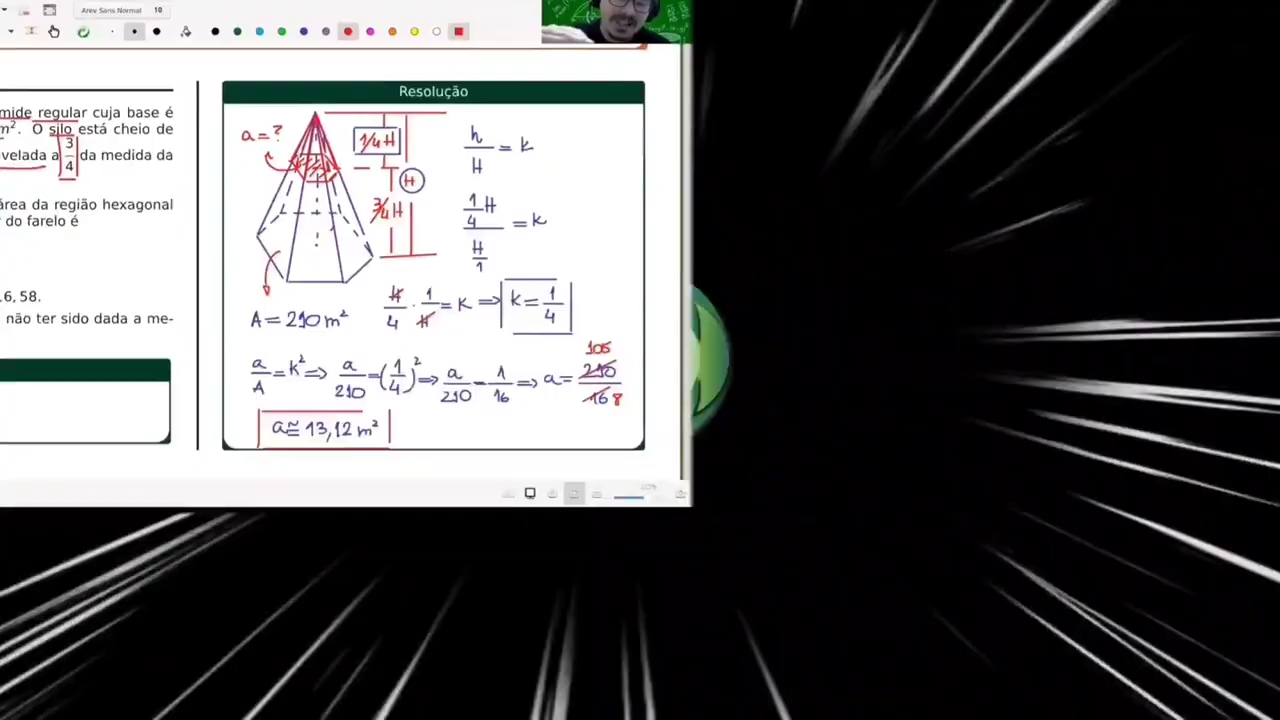 Arev Sans Normal 10
mide regular cuja base é
m². O silo está cheio de
velada a 3/4 da medida da
área da região hexagonal
r do farelo é
16, 58.
não ter sido dada a me-
Resolução
a = ?
1/4 H
H
3/4 H
h/H = k
1/4 H / H/1 = k
A = 210 m²
H/4 · 1/H = k ⇒ k = 1/4
a/A = k² ⇒ a/210 = (1/4)² ⇒ a/210 = 1/16 ⇒ a = 210/16
105
8
a ≅ 13,12 m²